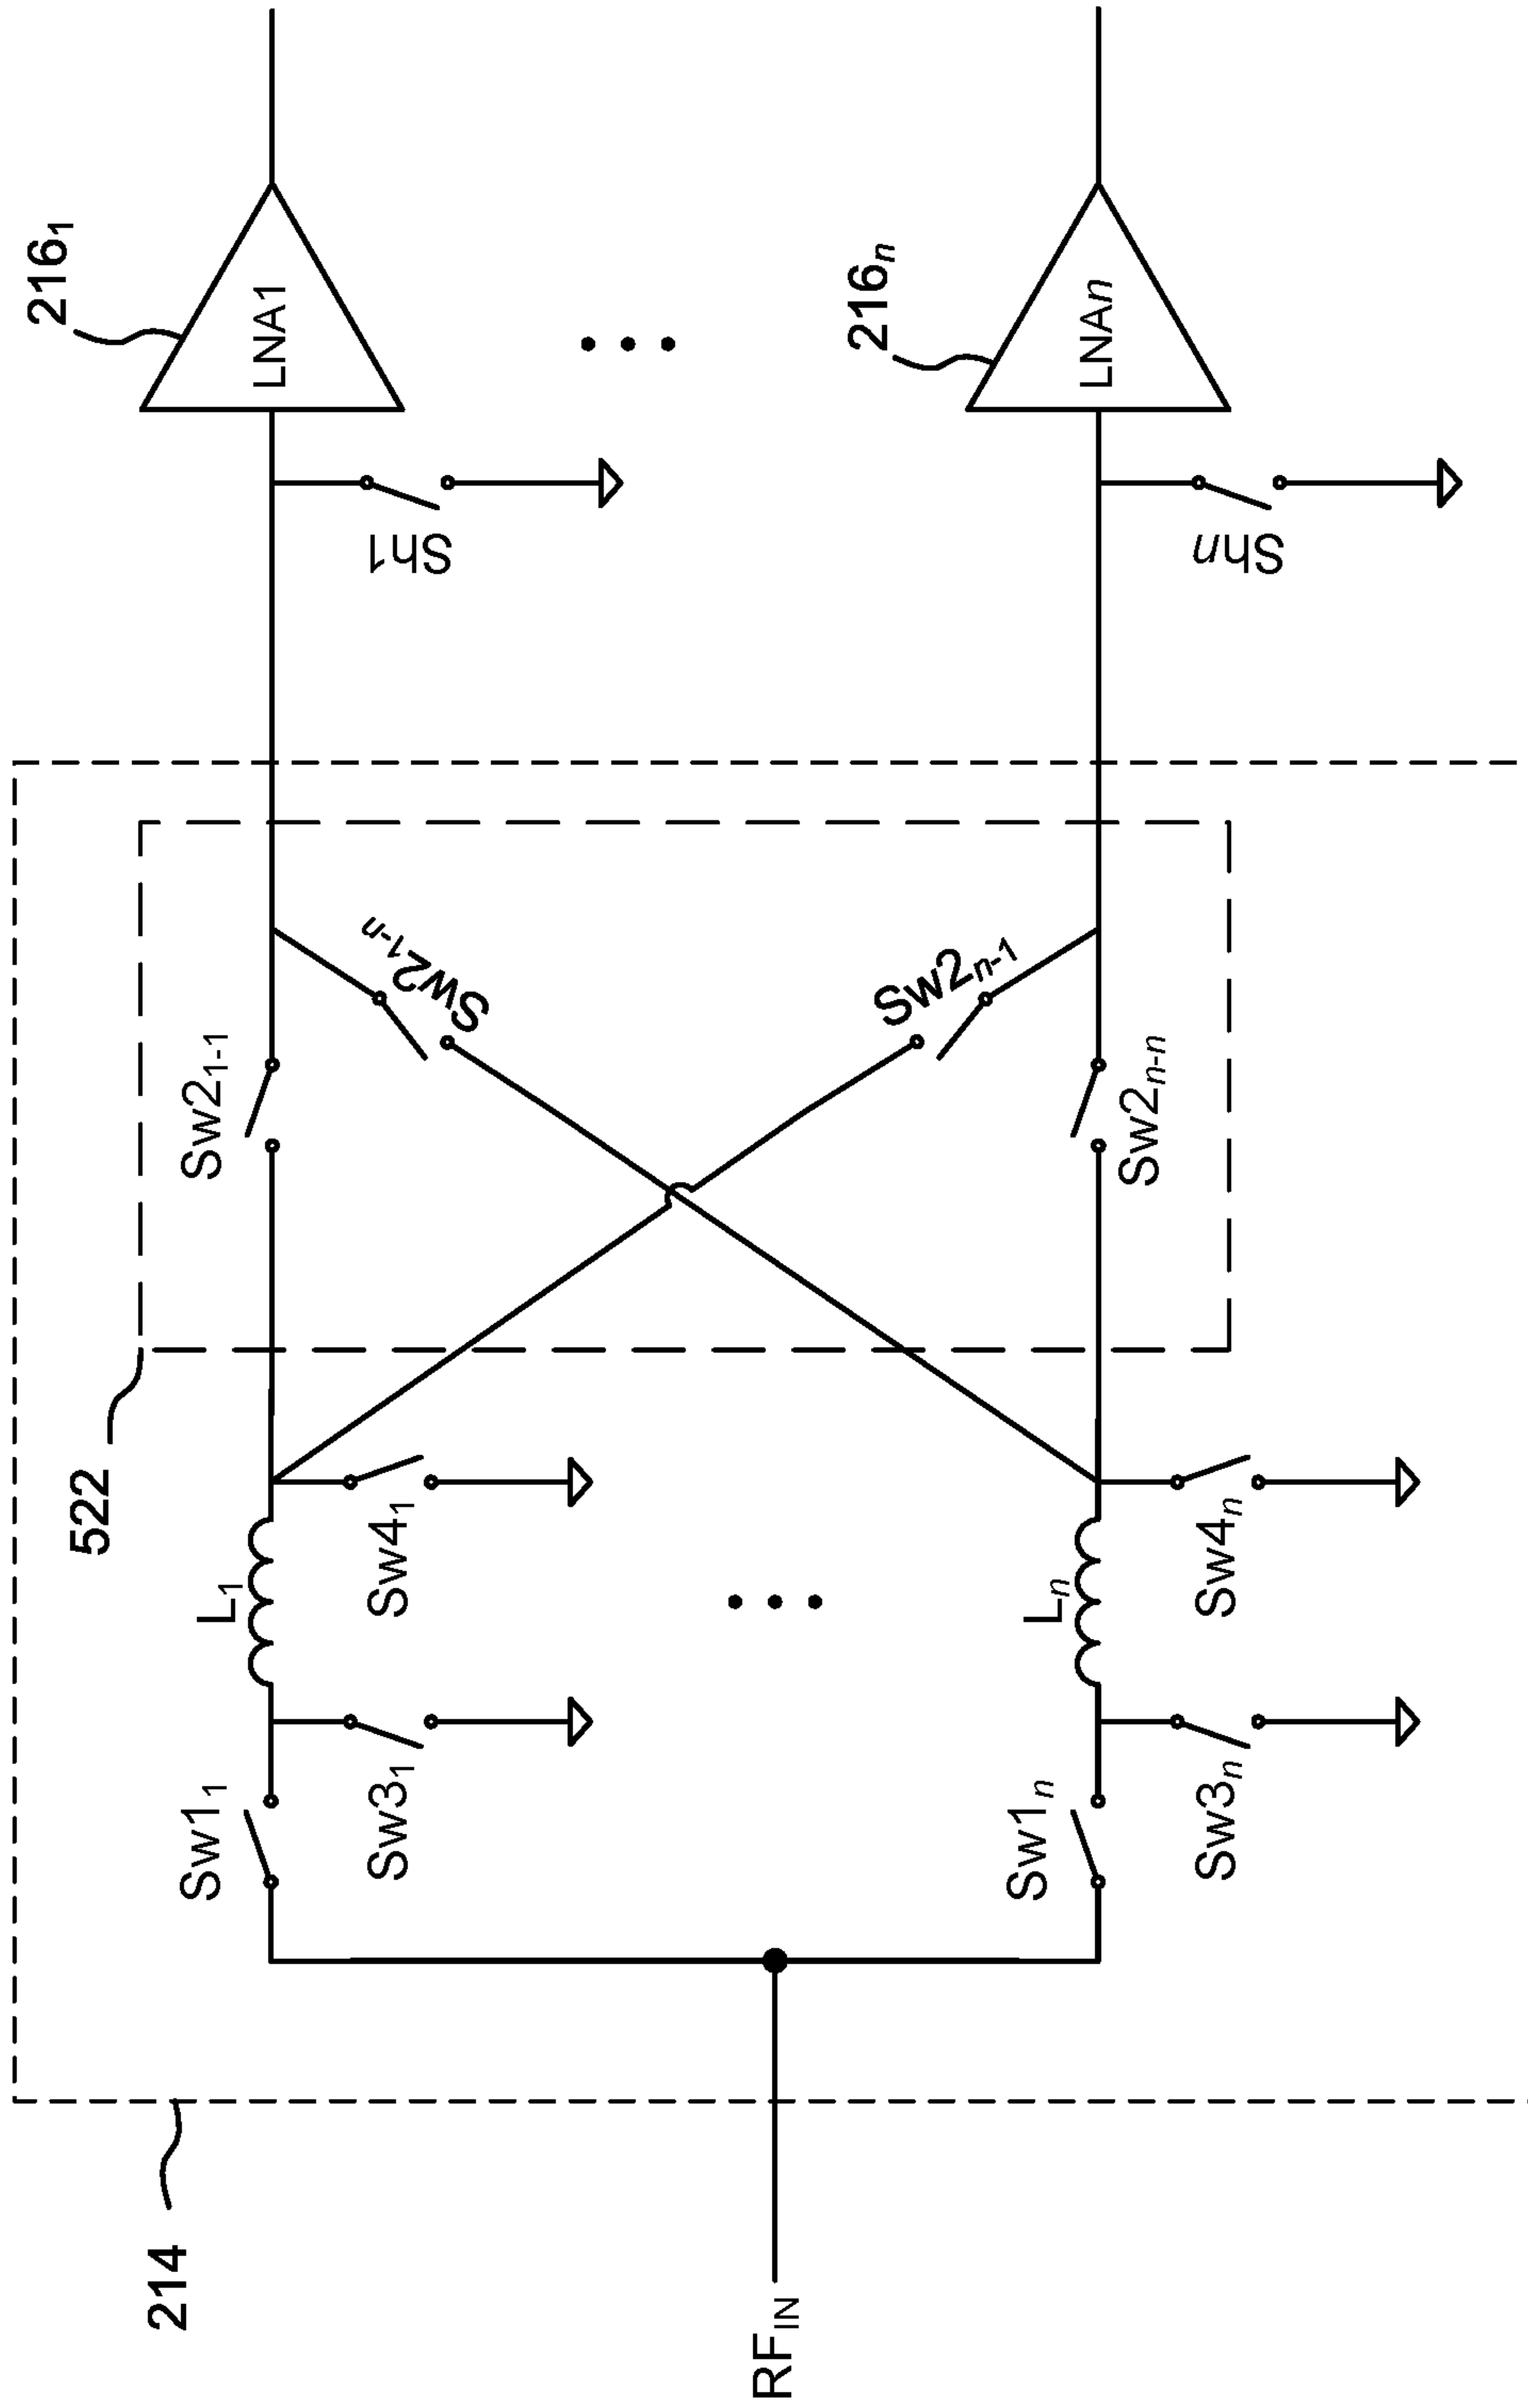 214
522
216₁
LNA1
Sh1
Sw2₁₋₁
Sw2₁₋ₙ
L₁
Sw1₁
Sw3₁
Sw4₁
RF_IN
216ₙ
LNAn
Shn
Sw2ₙ₋₁
Sw2ₙ₋ₙ
Lₙ
Sw1ₙ
Sw3ₙ
Sw4ₙ